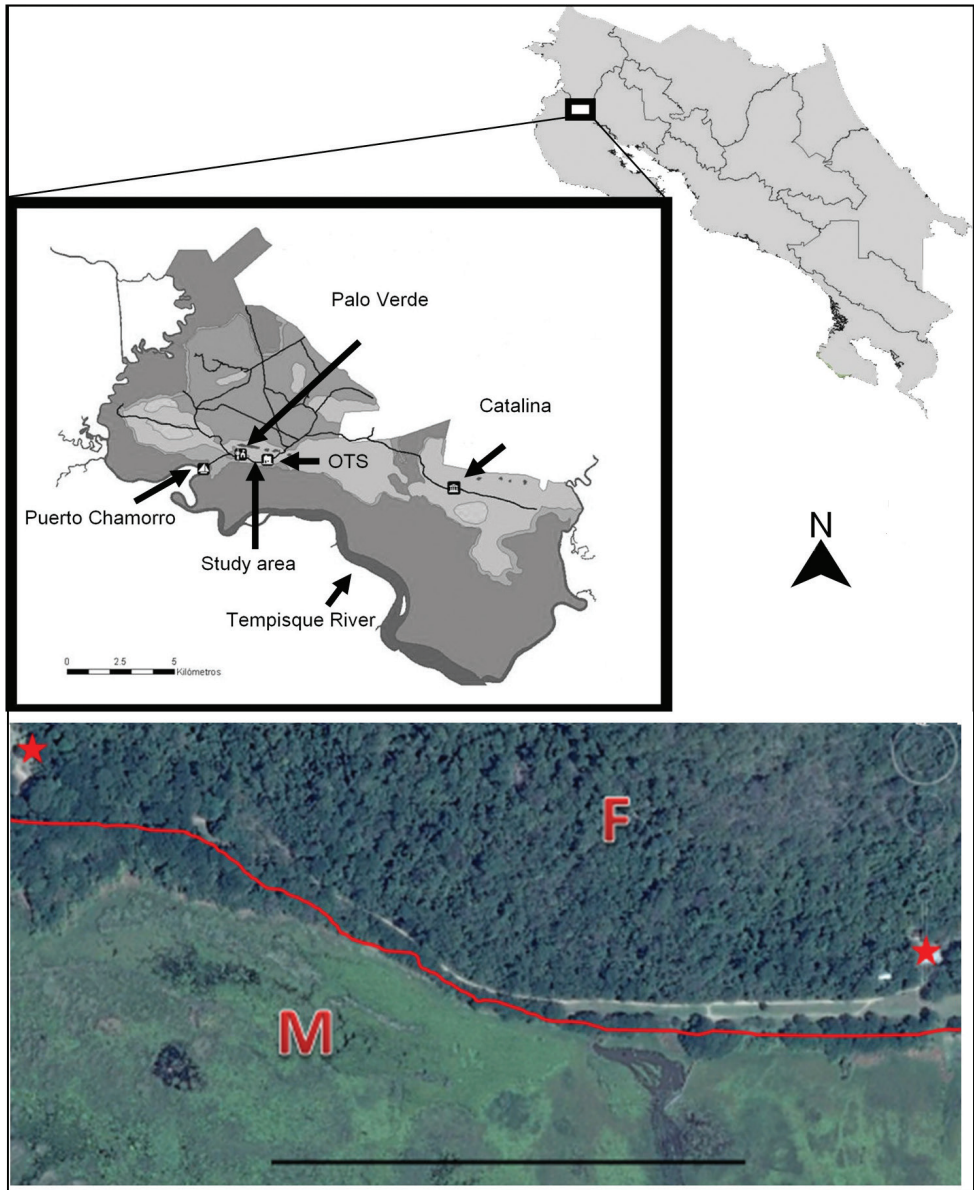 Palo Verde
Catalina
OTS
Puerto Chamorro
Study area
Tempisque River
N
0 2.5 5
Kilómetros
F
M